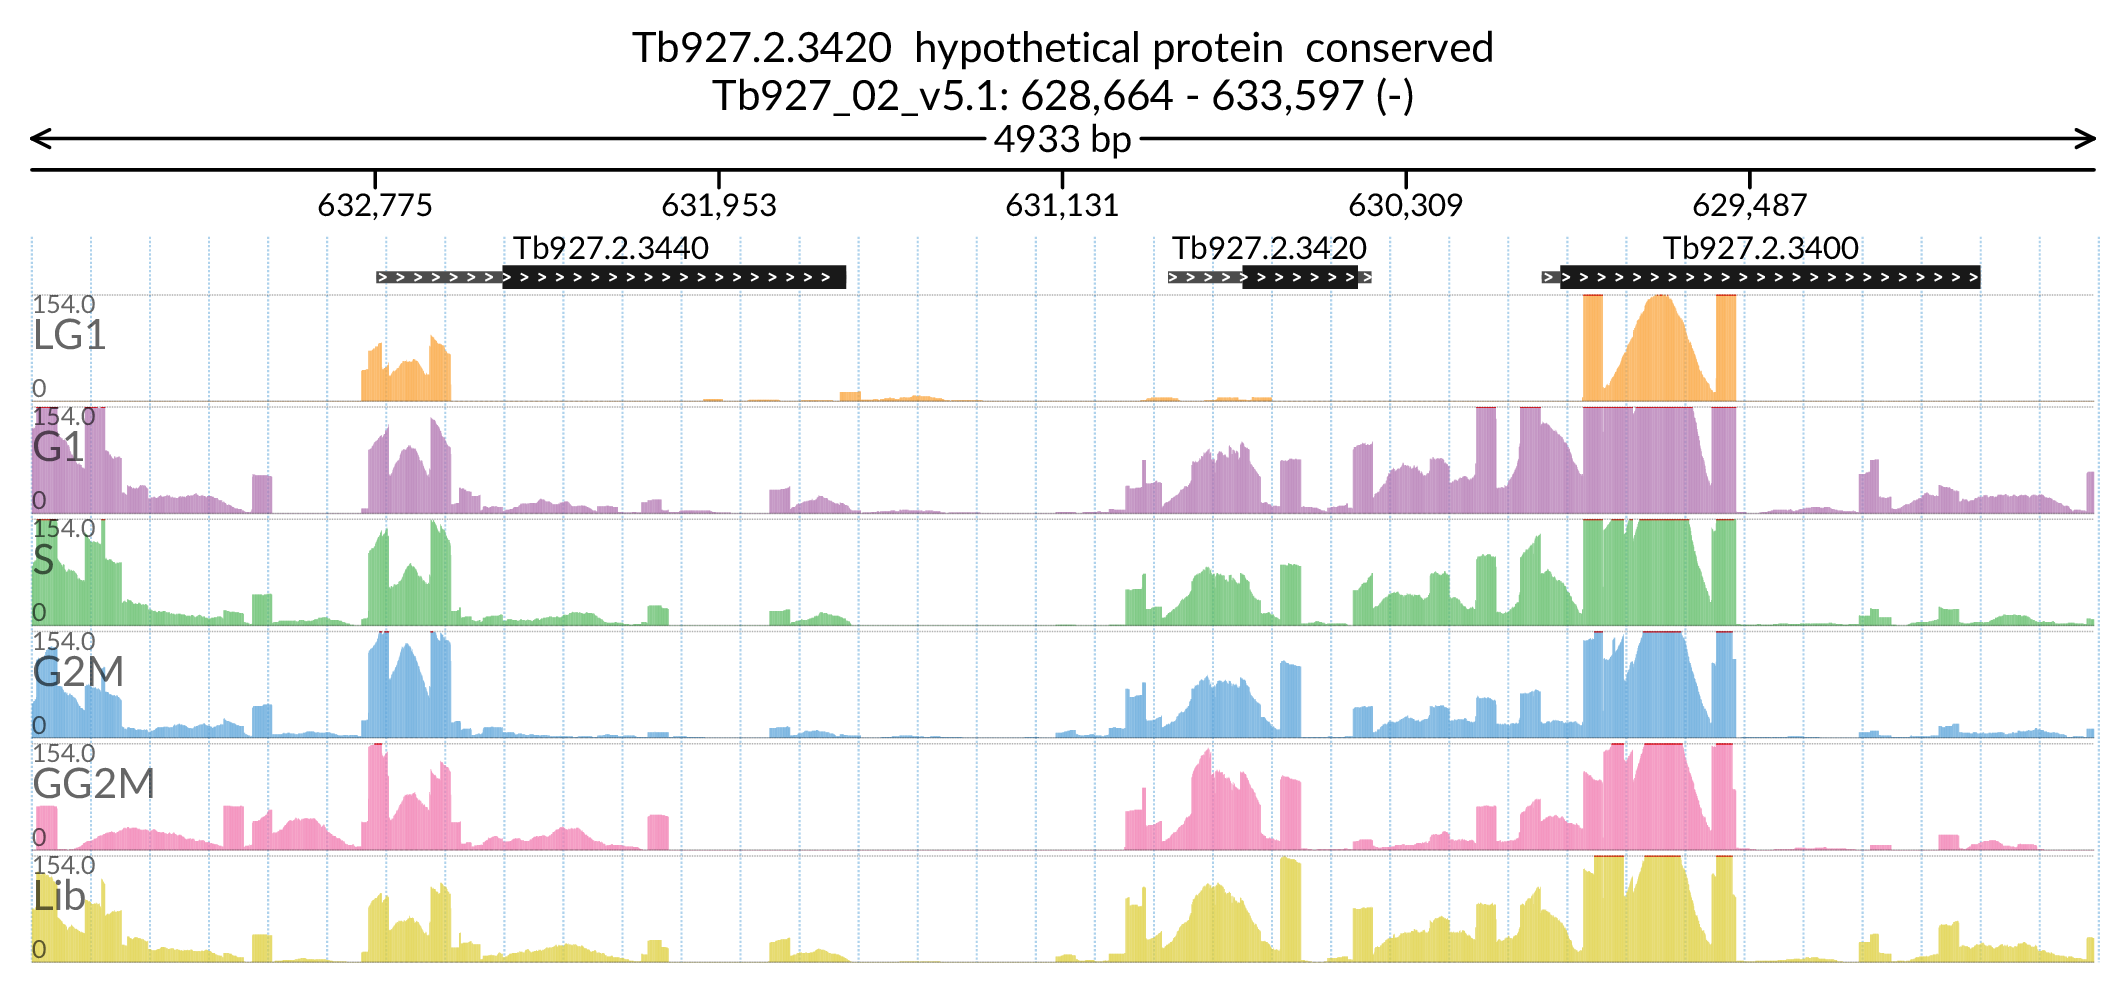 Tb927.2.3420 hypothetical protein conserved
Tb927_02_v5.1: 628,664 - 633,597 (-)
4933 bp
632,775 631,953 631,131 630,309 629,487
Tb927.2.3440 Tb927.2.3420 Tb927.2.3400
154.0
LG1
0
154.0
G1
0
154.0
S
0
154.0
G2M
0
154.0
GG2M
0
154.0
Lib
0